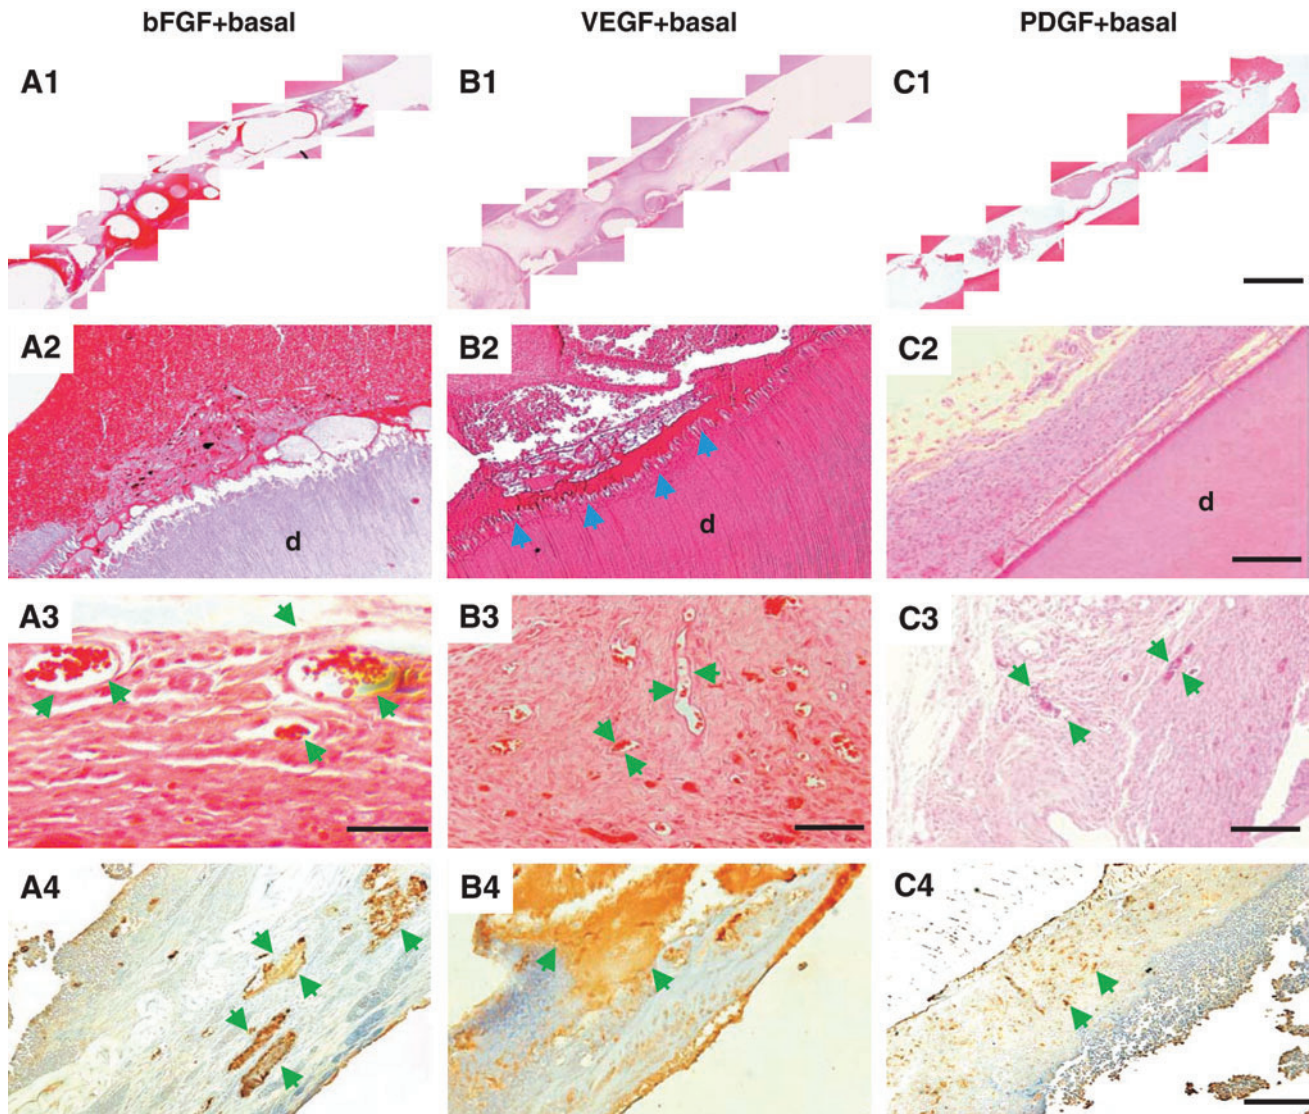 bFGF+basal VEGF+basal PDGF+basal
A1 B1 C1
A2 B2 C2
d d d
A3 B3 C3
A4 B4 C4